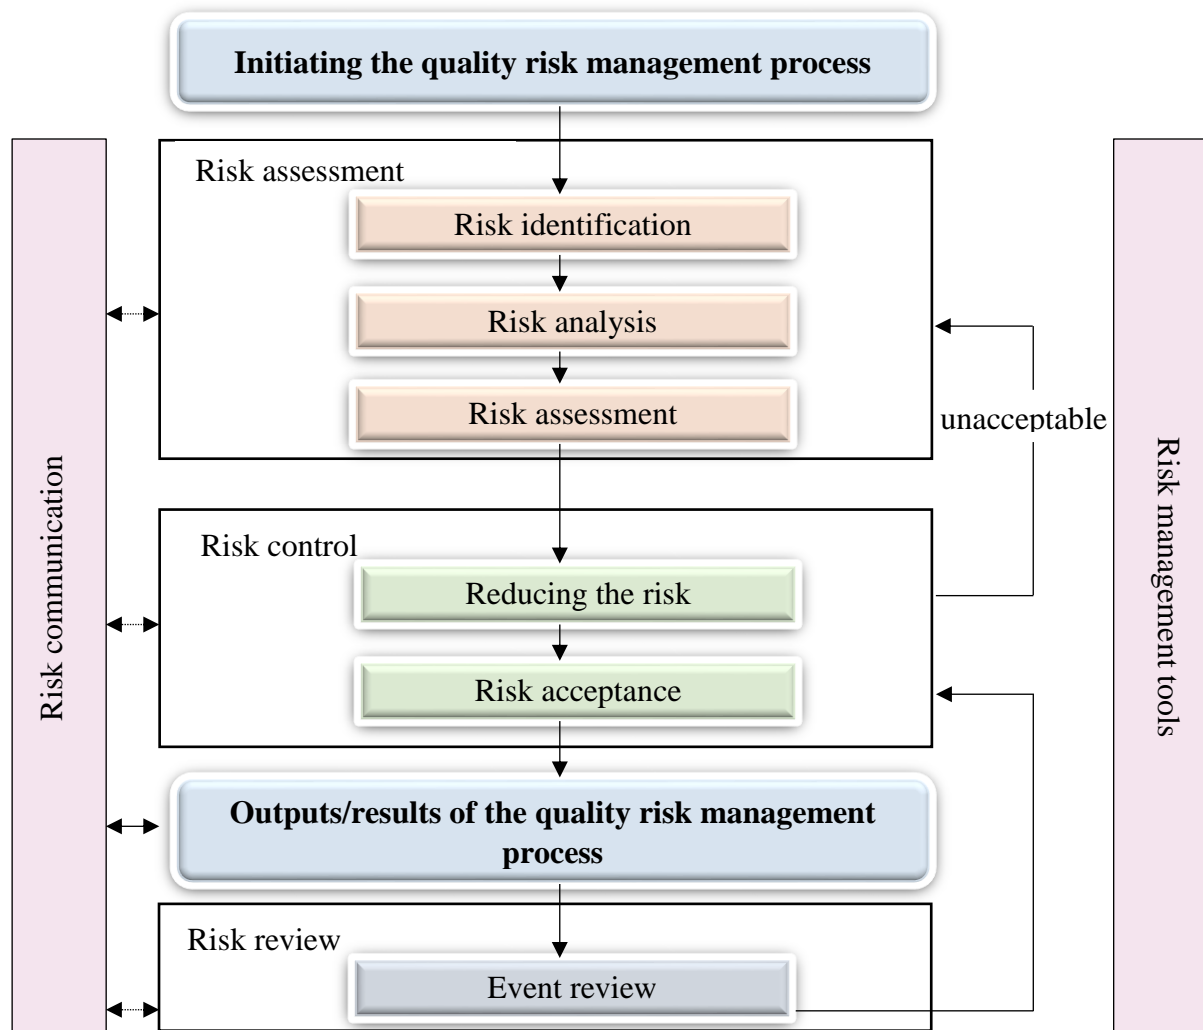 Initiating the quality risk management process
Risk assessment
Risk identification
Risk analysis
Risk assessment
unacceptable
Risk communication
Risk management tools
Risk control
Reducing the risk
Risk acceptance
Outputs/results of the quality risk management
process
Risk review
Event review